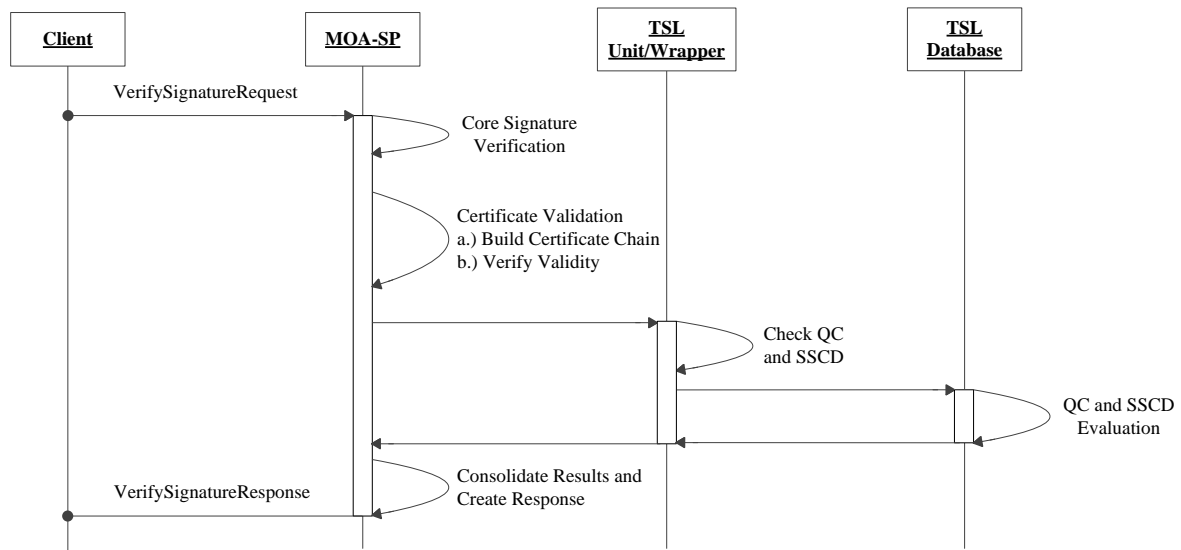 Client
MOA-SP
TSL
Unit/Wrapper
TSL
Database
VerifySignatureRequest
Core Signature
Verification
Certificate Validation
a.) Build Certificate Chain
b.) Verify Validity
Check QC
and SSCD
QC and SSCD
Evaluation
Consolidate Results and
Create Response
VerifySignatureResponse